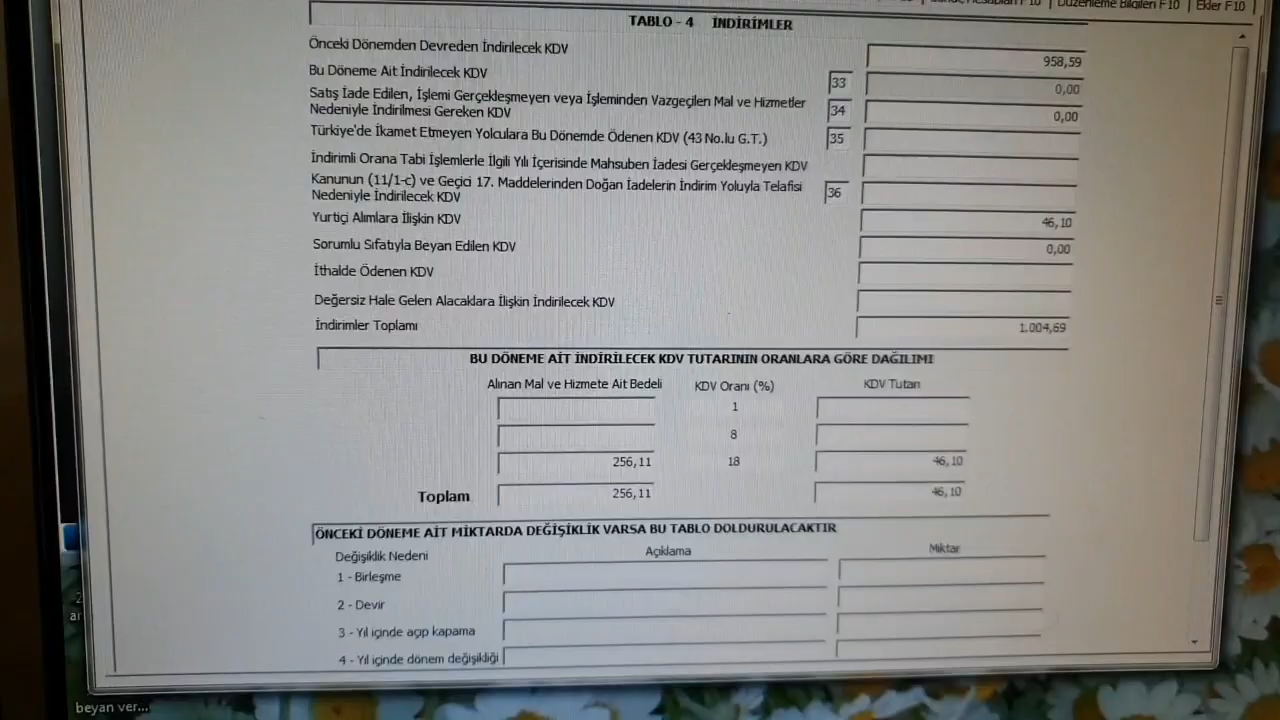 Düzenleme Bilgileri F10 | Ekler F10 |
TABLO - 4 İNDİRİMLER
Önceki Dönemden Devreden İndirilecek KDV 958,59
Bu Döneme Ait İndirilecek KDV 33 0,00
Satış İade Edilen, İşlemi Gerçekleşmeyen veya İşleminden Vazgeçilen Mal ve Hizmetler
Nedeniyle İndirilmesi Gereken KDV 34 0,00
Türkiye'de İkamet Etmeyen Yolculara Bu Dönemde Ödenen KDV (43 No.lu G.T.) 35
İndirimli Orana Tabi İşlemlerle İlgili Yılı İçerisinde Mahsuben İadesi Gerçekleşmeyen KDV
Kanunun (11/1-c) ve Geçici 17. Maddelerinden Doğan İadelerin İndirim Yoluyla Telafisi
Nedeniyle İndirilecek KDV 36
Yurtiçi Alımlara İlişkin KDV 46,10
Sorumlu Sıfatıyla Beyan Edilen KDV 0,00
İthalde Ödenen KDV
Değersiz Hale Gelen Alacaklara İlişkin İndirilecek KDV
İndirimler Toplamı 1.004,69
BU DÖNEME AİT İNDİRİLECEK KDV TUTARININ ORANLARA GÖRE DAĞILIMI
Alınan Mal ve Hizmete Ait Bedeli KDV Oranı (%) KDV Tutarı
1
8
256,11 18 46,10
Toplam 256,11 46,10
ÖNCEKİ DÖNEME AİT MİKTARDA DEĞİŞİKLİK VARSA BU TABLO DOLDURULACAKTIR
Değişiklik Nedeni Açıklama Miktar
1 - Birleşme
2 - Devir
3 - Yıl içinde açıp kapama
4 - Yıl içinde dönem değişikliği
beyan ver...